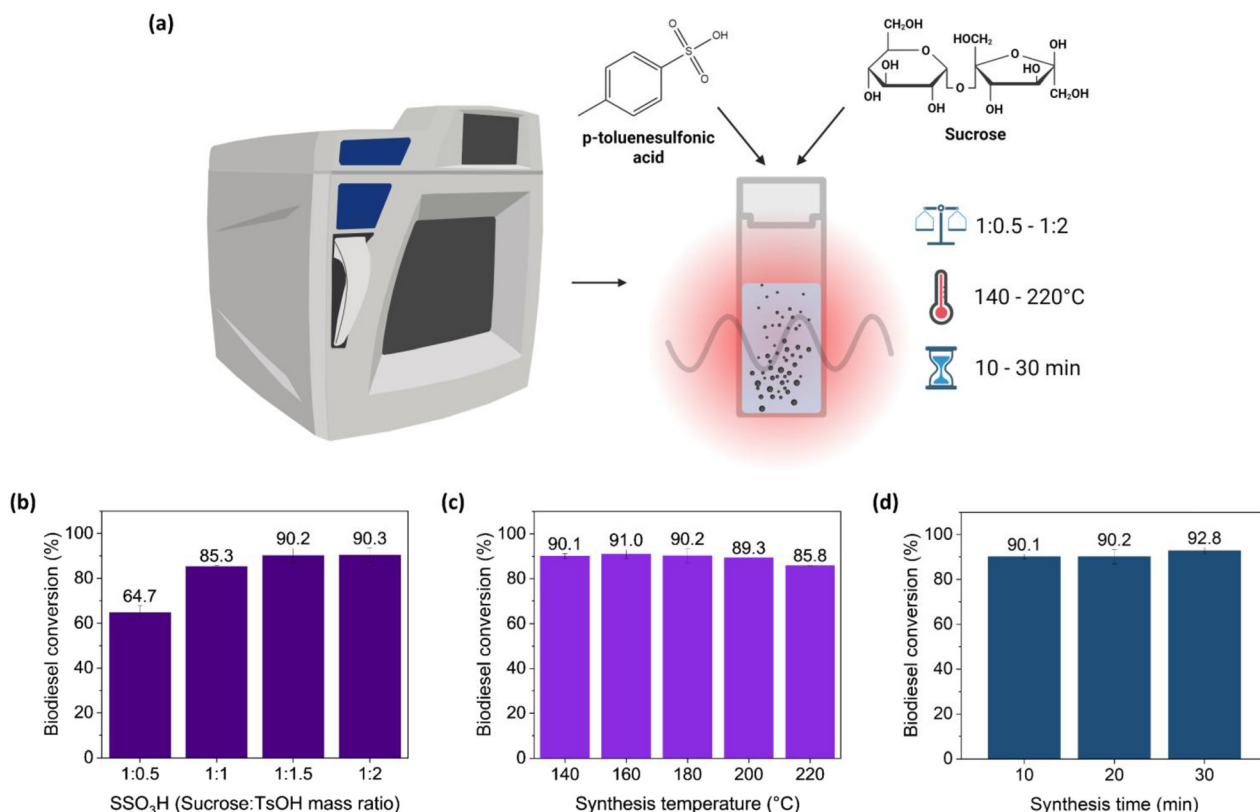 (a)
O
S
OH
O
p-toluenesulfonic
acid
CH₂OH
O
OH
OH
OH
O
HOCH₂
O
OH
HO
CH₂OH
OH
Sucrose
1:0.5 - 1:2
140 - 220°C
10 - 30 min
(b)
Biodiesel conversion (%)
100
80
60
40
20
0
64.7
85.3
90.2
90.3
1:0.5
1:1
1:1.5
1:2
SSO₃H (Sucrose:TsOH mass ratio)
(c)
Biodiesel conversion (%)
100
80
60
40
20
0
90.1
91.0
90.2
89.3
85.8
140
160
180
200
220
Synthesis temperature (°C)
(d)
Biodiesel conversion (%)
100
80
60
40
20
0
90.1
90.2
92.8
10
20
30
Synthesis time (min)